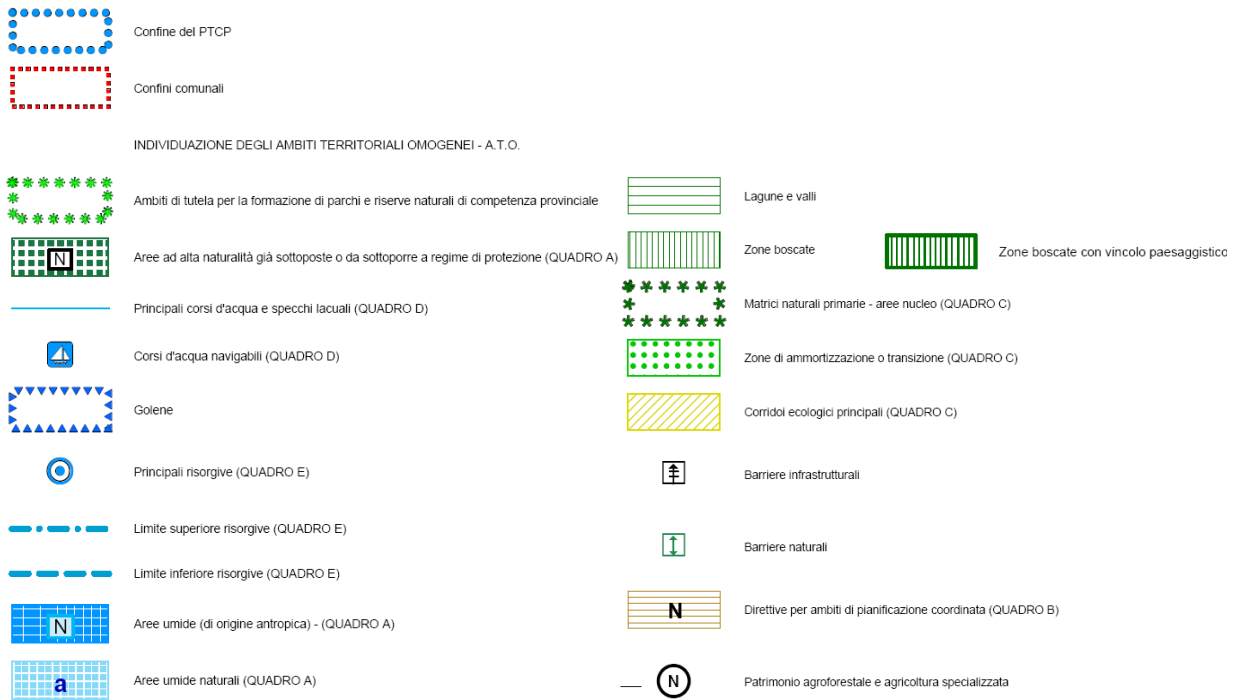 Confine del PTCP
Confini comunali
INDIVIDUAZIONE DEGLI AMBITI TERRITORIALI OMOGENEI - A.T.O.
Ambiti di tutela per la formazione di parchi e riserve naturali di competenza provinciale
N
Aree ad alta naturalità già sottoposte o da sottoporre a regime di protezione (QUADRO A)
Principali corsi d'acqua e specchi lacuali (QUADRO D)
Corsi d'acqua navigabili (QUADRO D)
Golene
Principali risorgive (QUADRO E)
Limite superiore risorgive (QUADRO E)
Limite inferiore risorgive (QUADRO E)
N
Aree umide (di origine antropica) - (QUADRO A)
a
Aree umide naturali (QUADRO A)
Lagune e valli
Zone boscate
Zone boscate con vincolo paesaggistico
Matrici naturali primarie - aree nucleo (QUADRO C)
Zone di ammortizzazione o transizione (QUADRO C)
Corridoi ecologici principali (QUADRO C)
Barriere infrastrutturali
Barriere naturali
N
Direttive per ambiti di pianificazione coordinata (QUADRO B)
N
Patrimonio agroforestale e agricoltura specializzata